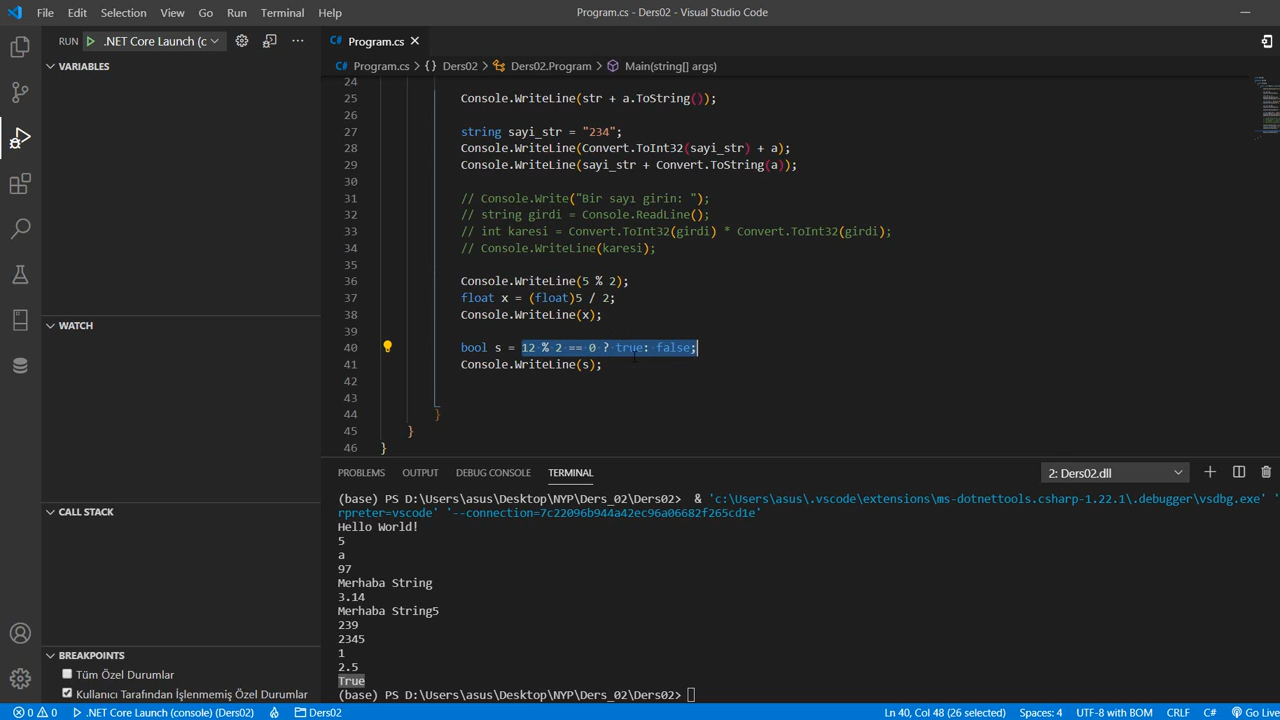 File Edit Selection View Go Run Terminal Help
Program.cs - Ders02 - Visual Studio Code
RUN .NET Core Launch (c
VARIABLES
WATCH
CALL STACK
BREAKPOINTS
Tüm Özel Durumlar
Kullanıcı Tarafından İşlenmemiş Özel Durumlar
C# Program.cs
C# Program.cs > {} Ders02 > Ders02.Program > Main(string[] args)
24
25 Console.WriteLine(str + a.ToString());
26
27 string sayi_str = "234";
28 Console.WriteLine(Convert.ToInt32(sayi_str) + a);
29 Console.WriteLine(sayi_str + Convert.ToString(a));
30
31 // Console.Write("Bir sayı girin: ");
32 // string girdi = Console.ReadLine();
33 // int karesi = Convert.ToInt32(girdi) * Convert.ToInt32(girdi);
34 // Console.WriteLine(karesi);
35
36 Console.WriteLine(5 % 2);
37 float x = (float)5 / 2;
38 Console.WriteLine(x);
39
40 bool s = 12 % 2 == 0 ? true: false;
41 Console.WriteLine(s);
42
43
44 }
45 }
46 }
PROBLEMS OUTPUT DEBUG CONSOLE TERMINAL
2: Ders02.dll
(base) PS D:\Users\asus\Desktop\NYP\Ders_02\Ders02> & 'c:\Users\asus\.vscode\extensions\ms-dotnettools.csharp-1.22.1\.debugger\vsdbg.exe' '
rpreter=vscode' '--connection=7c22096b944a42ec96a06682f265cd1e'
Hello World!
5
a
97
Merhaba String
3.14
Merhaba String5
239
2345
1
2.5
True
(base) PS D:\Users\asus\Desktop\NYP\Ders_02\Ders02>
0 0 .NET Core Launch (console) (Ders02) Ders02
Ln 40, Col 48 (26 selected) Spaces: 4 UTF-8 with BOM CRLF C# Go Live